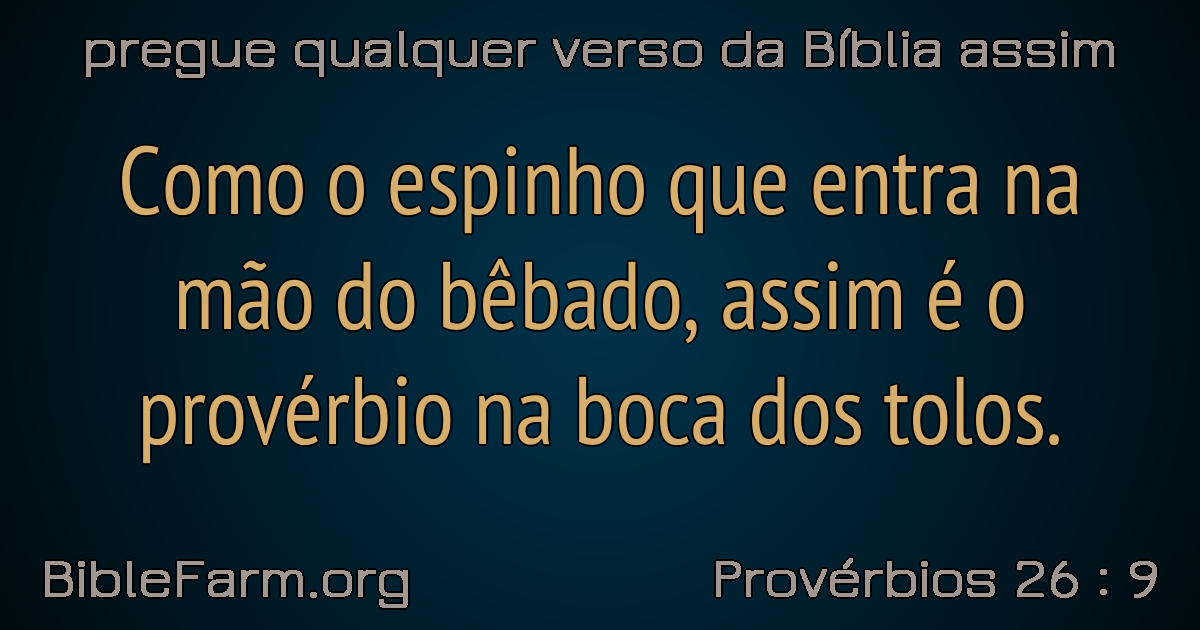 pregue qualquer verso da Bíblia assim
Como o espinho que entra na
mão do bêbado, assim é o
provérbio na boca dos tolos.
BibleFarm.org
Provérbios 26 : 9